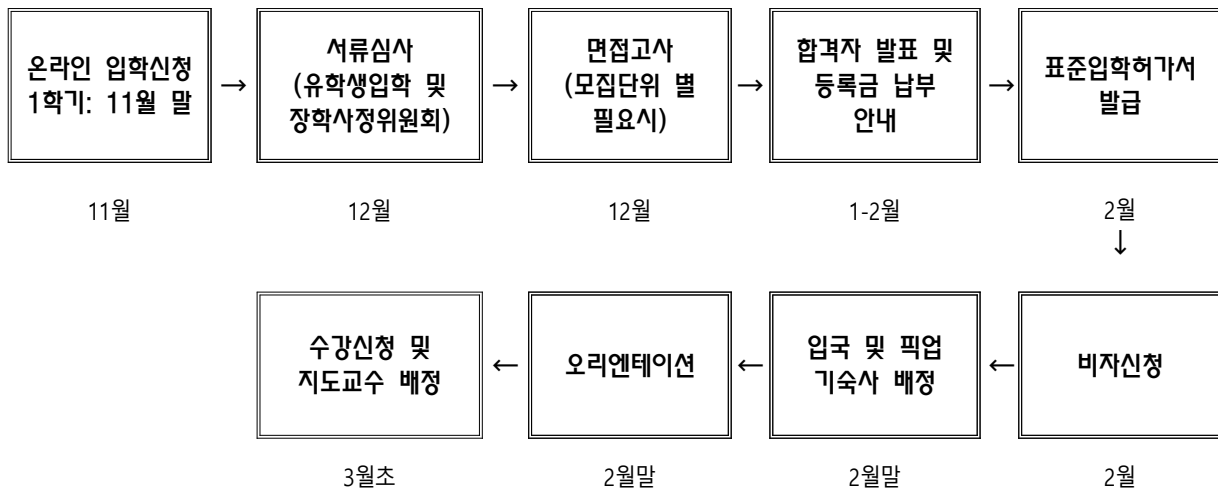 온라인 입학신청
1학기: 11월 말
→
서류심사
(유학생입학 및
장학사정위원회)
→
면접고사
(모집단위 별
필요시)
→
합격자 발표 및
등록금 납부
안내
→
표준입학허가서
발급
11월
12월
12월
1-2월
2월
↓
비자신청
←
입국 및 픽업
기숙사 배정
←
오리엔테이션
←
수강신청 및
지도교수 배정
2월
2월말
2월말
3월초